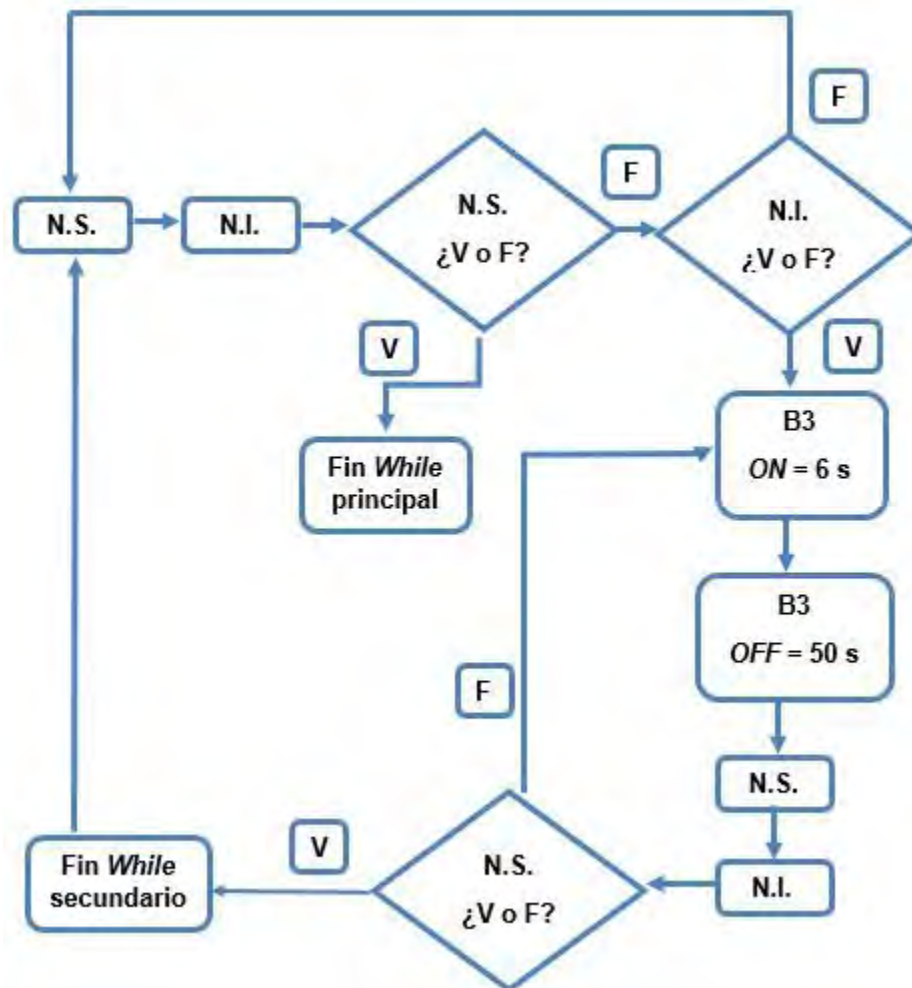 F
N.S.
N.I.
N.S.
¿V o F?
F
N.I.
¿V o F?
V
Fin While
principal
V
B3
ON = 6 s
B3
OFF = 50 s
F
N.S.
N.I.
N.S.
¿V o F?
V
Fin While
secundario